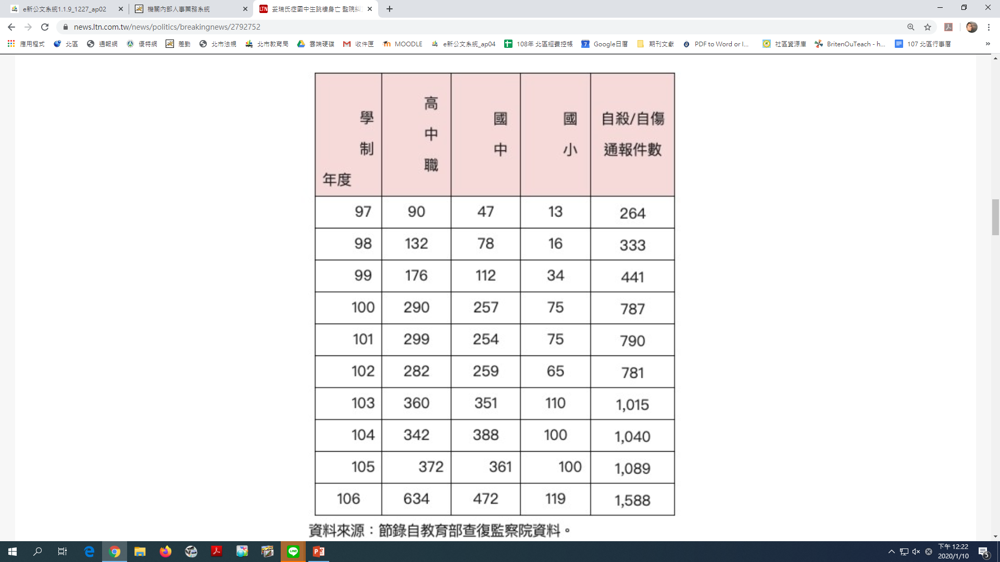 e新公文系統1.1.9_1227_ap02
機關內部人事業務系統
妥瑞氏症國中生跳樓身亡 監院糾
news.ltn.com.tw/news/politics/breakingnews/2792752
應用程式 北區 通報網 優特網 差勤 北市法規 北市教育局 雲端硬碟 收件匣 MOODLE e新公文系統_ap04 108年 北區經費控帳 Google日曆 期刊文獻 PDF to Word or I... 社區資源庫 BritenOuTeach - h... 107 北區行事曆 »
學制 年度 高中職 國中 國小 自殺/自傷通報件數
97 90 47 13 264
98 132 78 16 333
99 176 112 34 441
100 290 257 75 787
101 299 254 75 790
102 282 259 65 781
103 360 351 110 1,015
104 342 388 100 1,040
105 372 361 100 1,089
106 634 472 119 1,588
資料來源：節錄自教育部查復監察院資料。
下午 12:22
2020/1/10
5